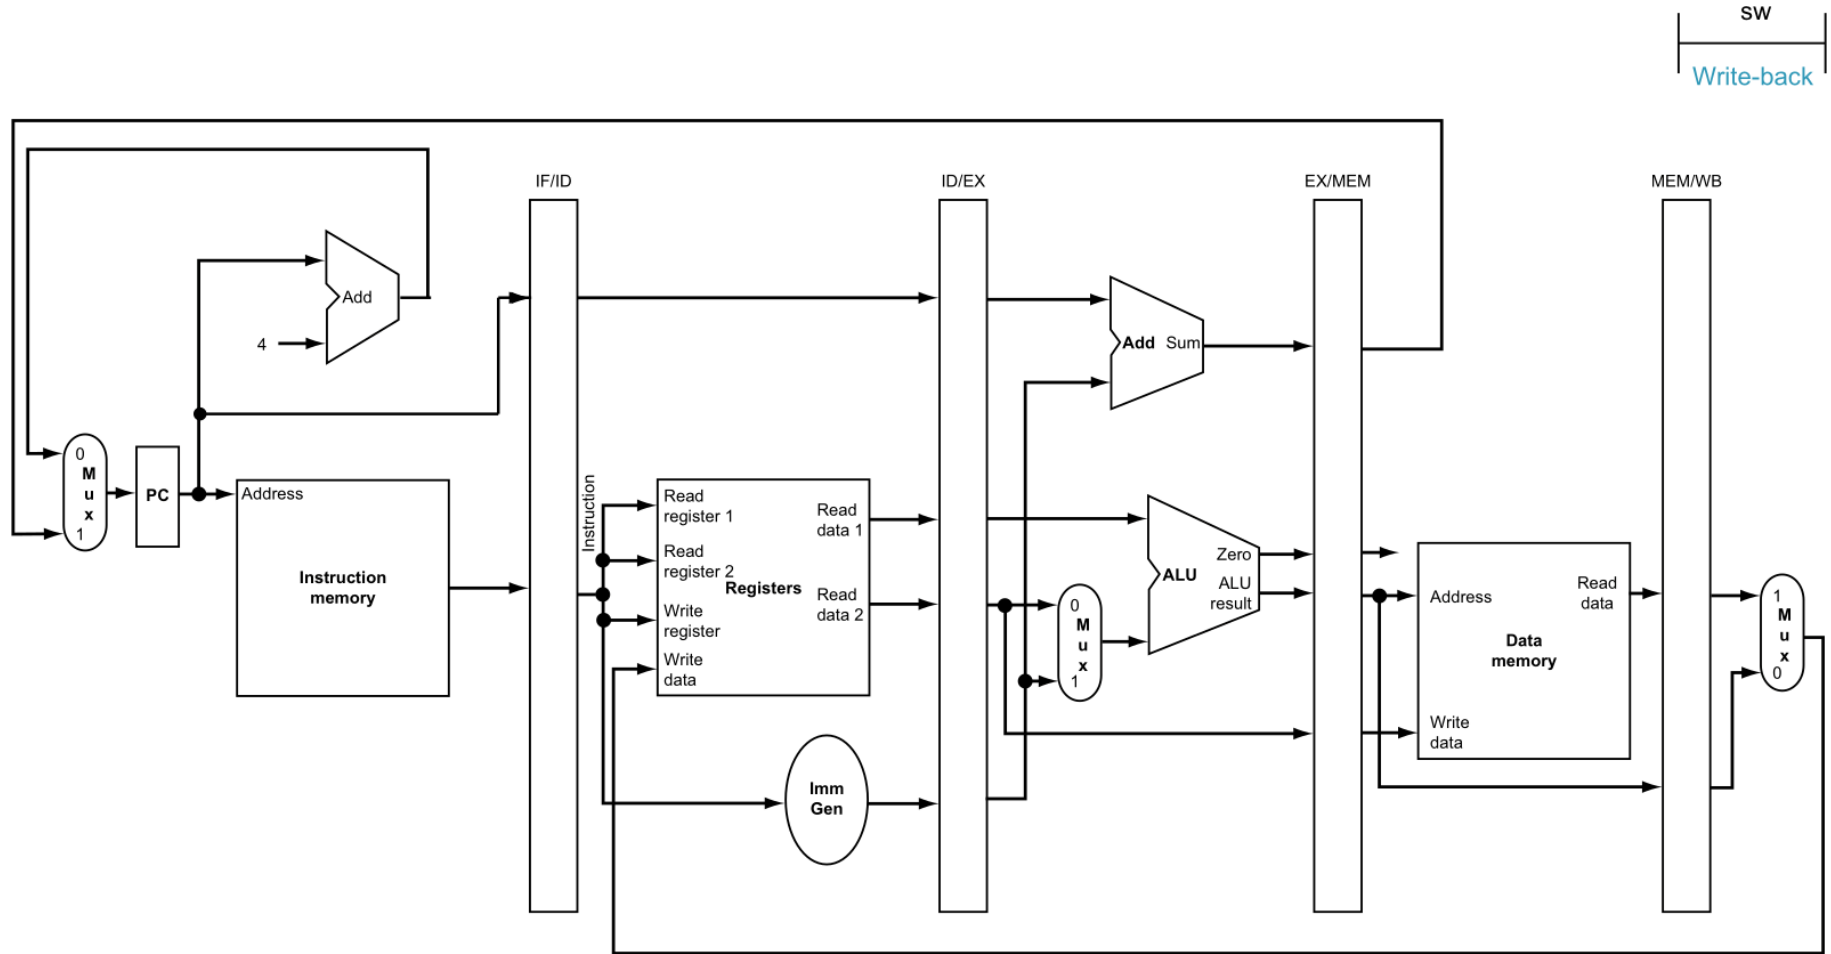 sw
Write-back
IF/ID
ID/EX
EX/MEM
MEM/WB
Add
4
Add Sum
0
M
u
x
1
PC
Address
Instruction
memory
Instruction
Read
register 1
Read
register 2
Write
register
Write
data
Registers
Read
data 1
Read
data 2
Imm
Gen
0
M
u
x
1
ALU
Zero
ALU
result
Address
Read
data
Data
memory
Write
data
1
M
u
x
0